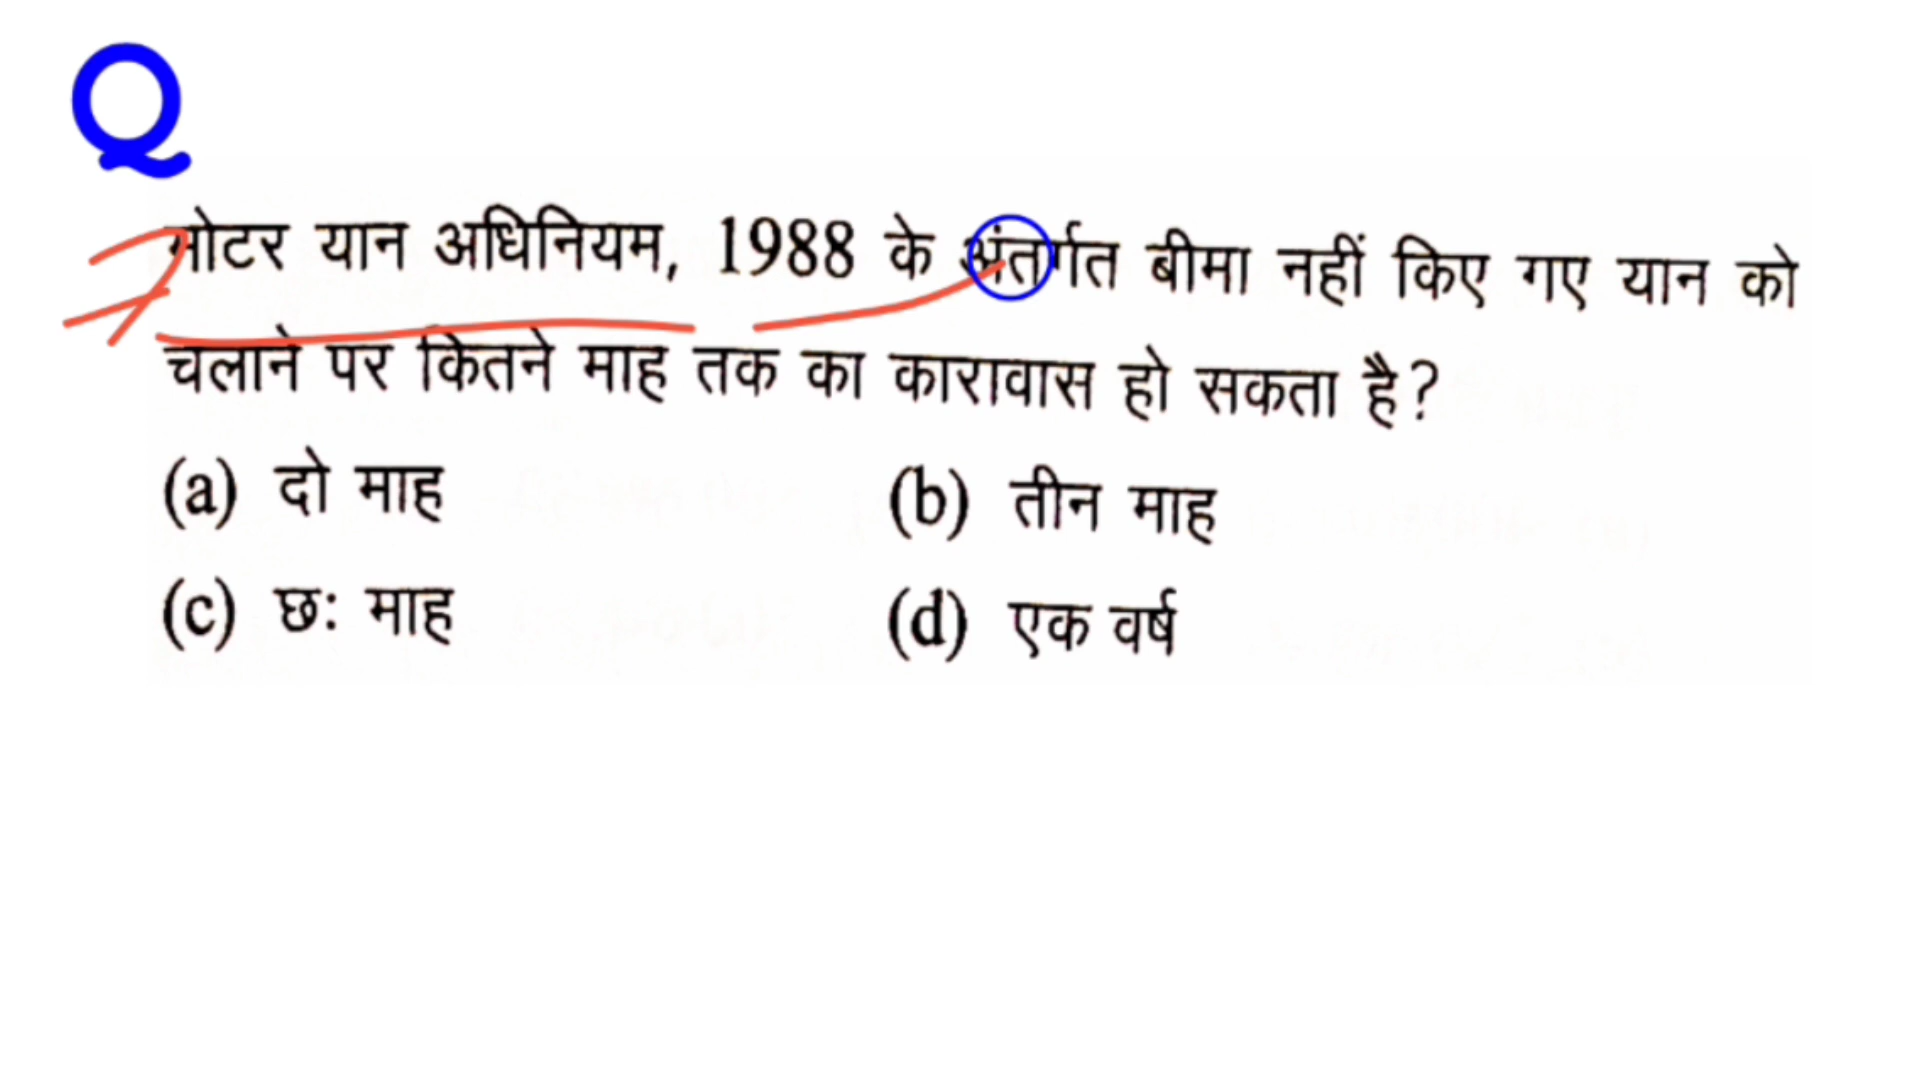 Q
मोटर यान अधिनियम, 1988 के अंतर्गत बीमा नहीं किए गए यान को
चलाने पर कितने माह तक का कारावास हो सकता है?
(a) दो माह (b) तीन माह
(c) छः माह (d) एक वर्ष